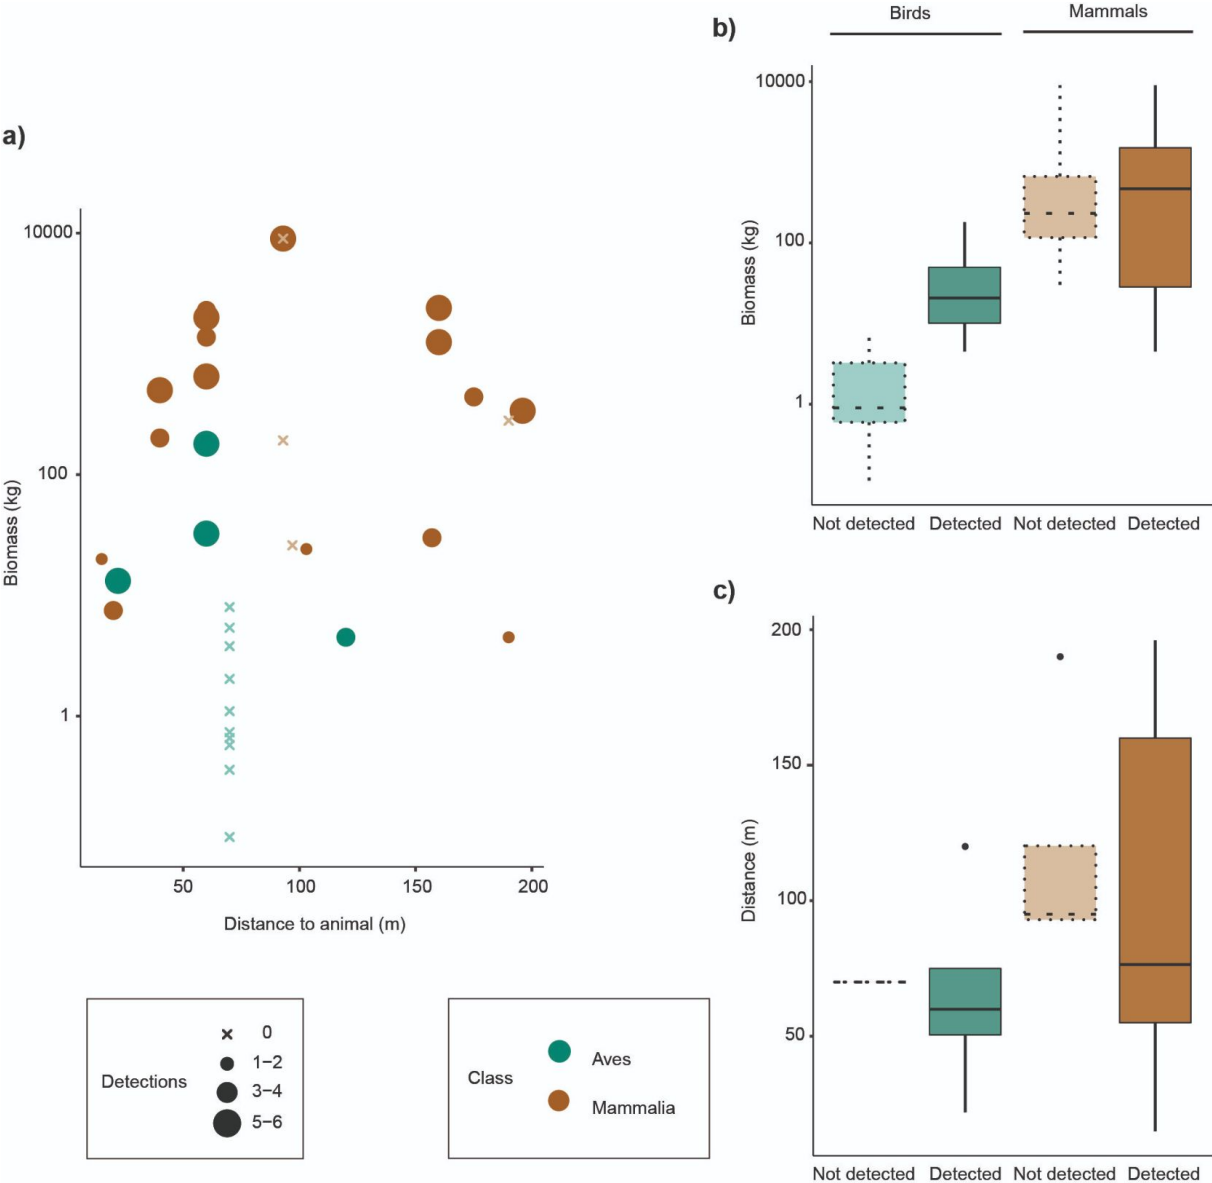 a)
10000
100
1
Biomass (kg)
50
100
150
200
Distance to animal (m)
Detections
0
1–2
3–4
5–6
Class
Aves
Mammalia
b)
Birds
Mammals
10000
100
1
Biomass (kg)
Not detected
Detected
Not detected
Detected
c)
200
150
100
50
Distance (m)
Not detected
Detected
Not detected
Detected